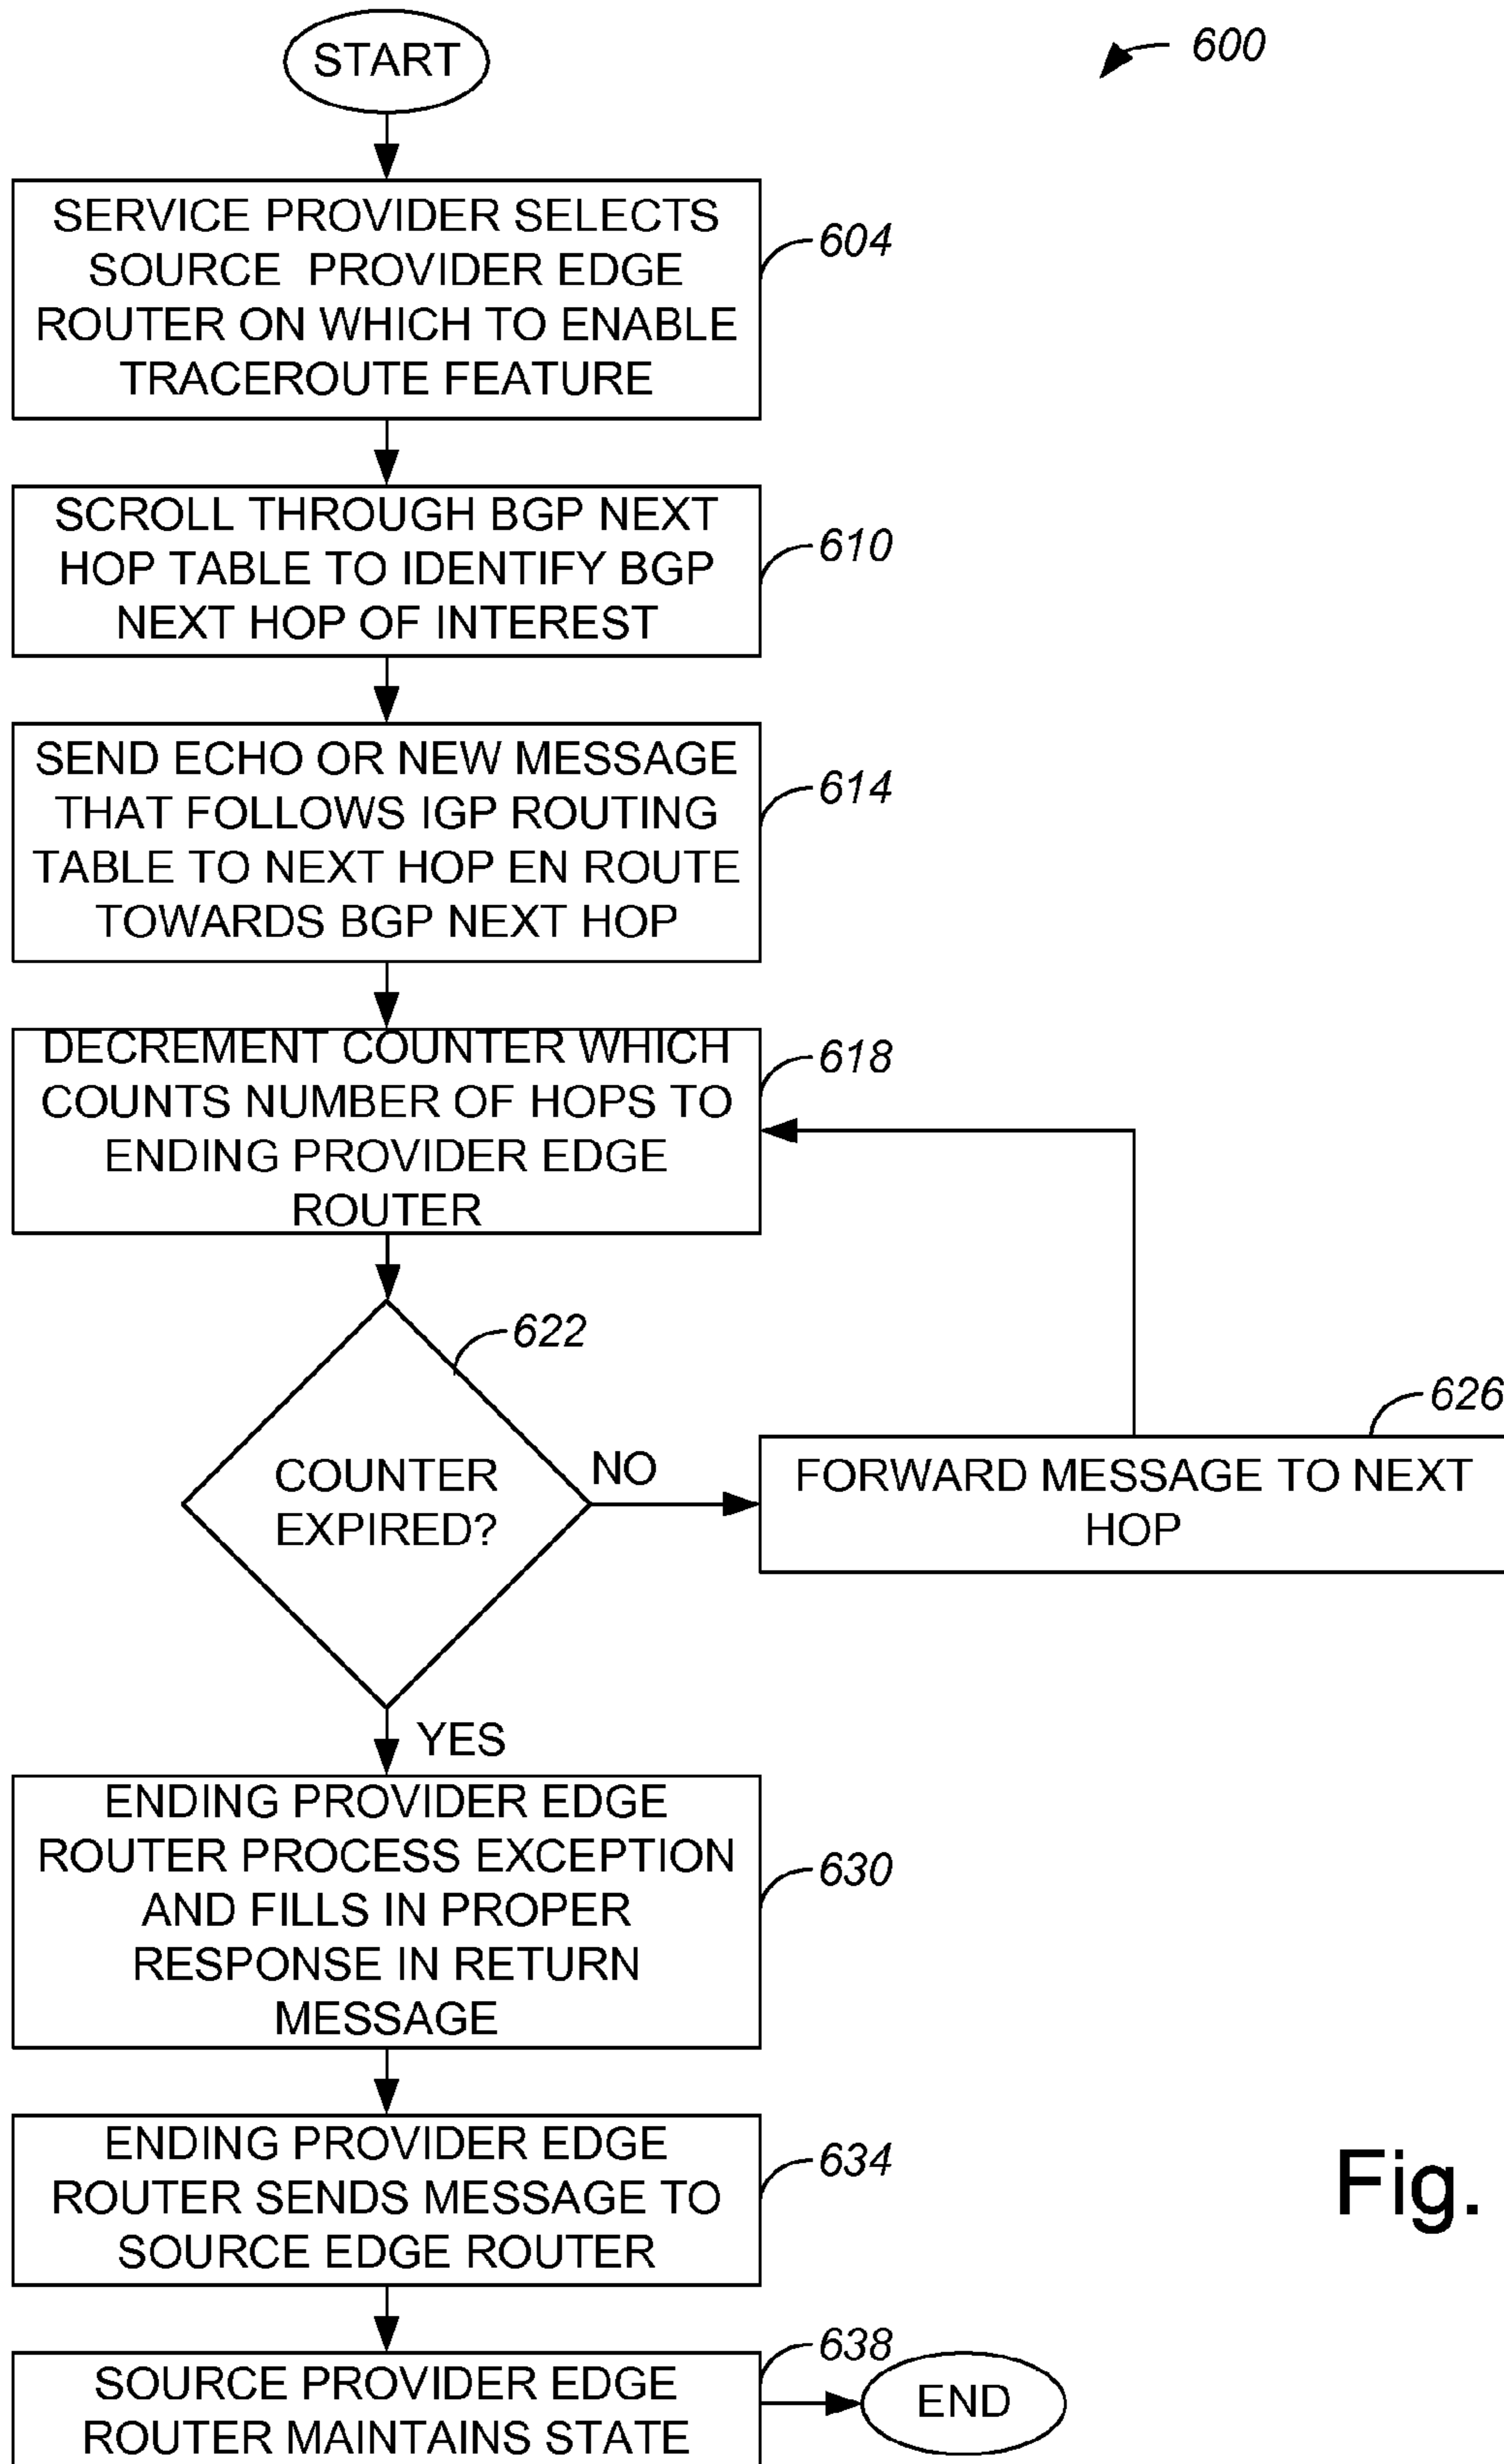 START
600
SERVICE PROVIDER SELECTS
SOURCE PROVIDER EDGE
ROUTER ON WHICH TO ENABLE
TRACEROUTE FEATURE
604
SCROLL THROUGH BGP NEXT
HOP TABLE TO IDENTIFY BGP
NEXT HOP OF INTEREST
610
SEND ECHO OR NEW MESSAGE
THAT FOLLOWS IGP ROUTING
TABLE TO NEXT HOP EN ROUTE
TOWARDS BGP NEXT HOP
614
DECREMENT COUNTER WHICH
COUNTS NUMBER OF HOPS TO
ENDING PROVIDER EDGE
ROUTER
618
622
COUNTER
EXPIRED?
NO
626
FORWARD MESSAGE TO NEXT
HOP
YES
ENDING PROVIDER EDGE
ROUTER PROCESS EXCEPTION
AND FILLS IN PROPER
RESPONSE IN RETURN
MESSAGE
630
ENDING PROVIDER EDGE
ROUTER SENDS MESSAGE TO
SOURCE EDGE ROUTER
634
Fig.
SOURCE PROVIDER EDGE
ROUTER MAINTAINS STATE
638
END